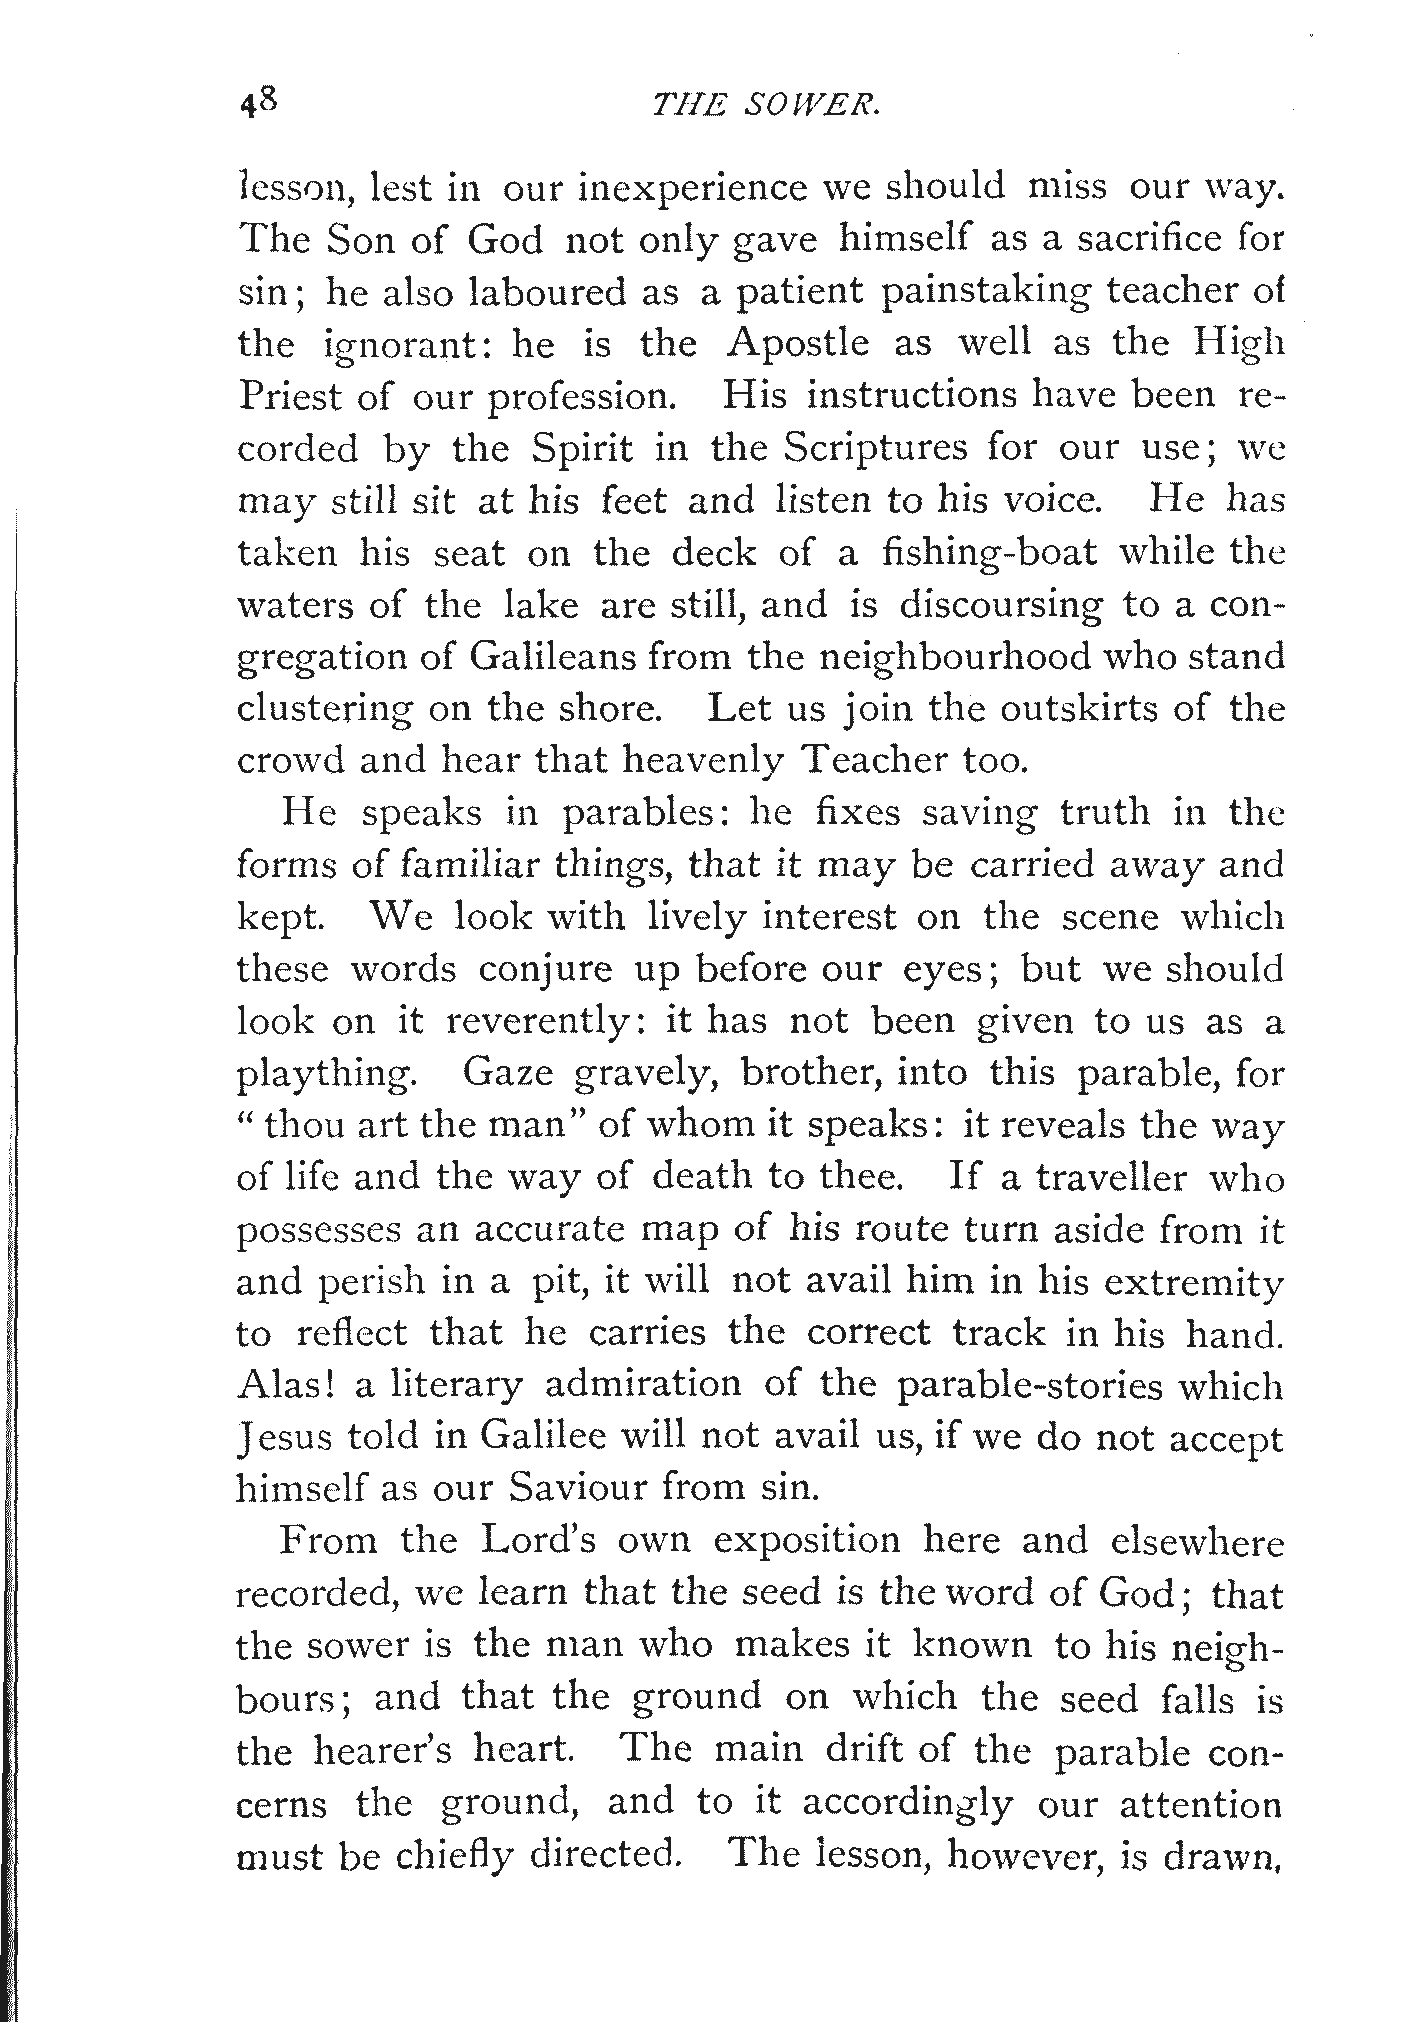 48 THE SOWER.
lesson, lest in our inexperience we should miss our way.
The Son of God not only gave himself as a sacrifice for
sin; he also laboured as a patient painstaking teacher of
the ignorant: he is the Apostle as well as the High
Priest of our profession. His instructions have been re-
corded by the Spirit in the Scriptures for our use; we
may still sit at his feet and listen to his voice. He has
taken his seat on the deck of a fishing-boat while the
waters of the lake are still, and is discoursing to a con-
gregation of Galileans from the neighbourhood who stand
clustering on the shore. Let us join the outskirts of the
crowd and hear that heavenly Teacher too.
He speaks in parables: he fixes saving truth in the
forms of familiar things, that it may be carried away and
kept. We look with lively interest on the scene which
these words conjure up before our eyes; but we should
look on it reverently: it has not been given to us as a
plaything. Gaze gravely, brother, into this parable, for
“ thou art the man” of whom it speaks: it reveals the way
of life and the way of death to thee. If a traveller who
possesses an accurate map of his route turn aside from it
and perish in a pit, it will not avail him in his extremity
to reflect that he carries the correct track in his hand.
Alas! a literary admiration of the parable-stories which
Jesus told in Galilee will not avail us, if we do not accept
himself as our Saviour from sin.
From the Lord’s own exposition here and elsewhere
recorded, we learn that the seed is the word of God; that
the sower is the man who makes it known to his neigh-
bours; and that the ground on which the seed falls is
the hearer’s heart. The main drift of the parable con-
cerns the ground, and to it accordingly our attention
must be chiefly directed. The lesson, however, is drawn,